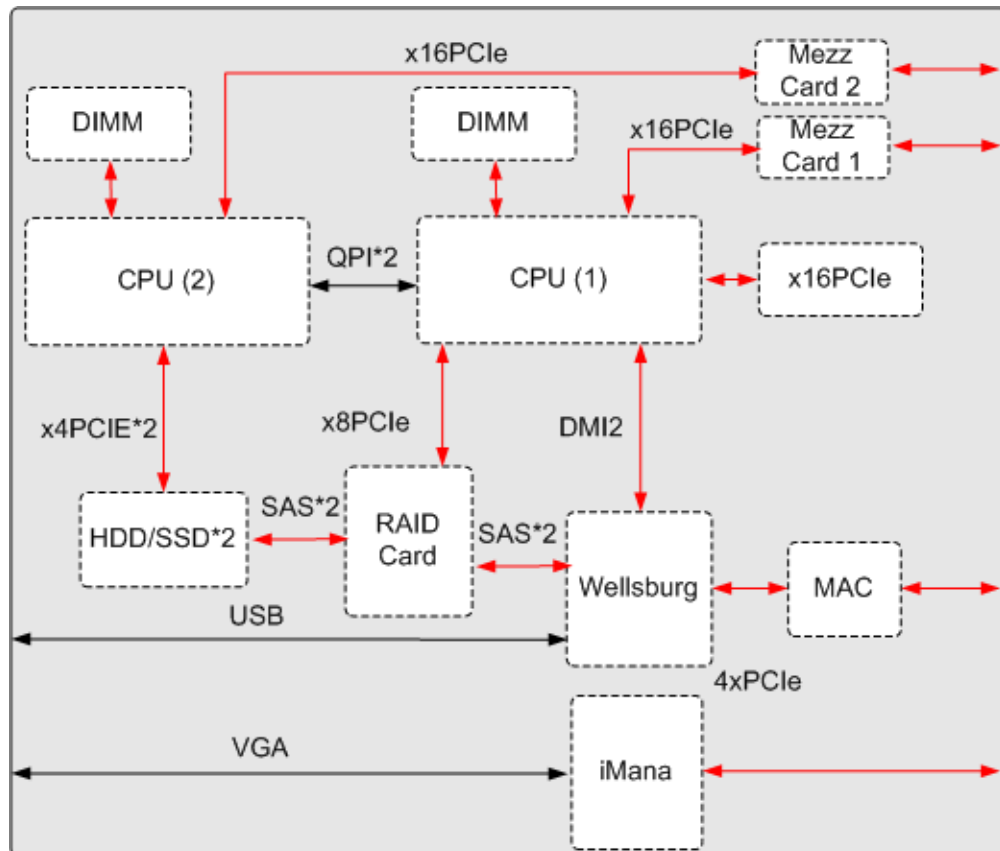 x16PCIe
Mezz
Card 2
DIMM
DIMM
x16PCIe
Mezz
Card 1
CPU (2)
QPI*2
CPU (1)
x16PCIe
x4PCIE*2
x8PCIe
DMI2
HDD/SSD*2
SAS*2
RAID
Card
SAS*2
Wellsburg
MAC
USB
4xPCIe
VGA
iMana